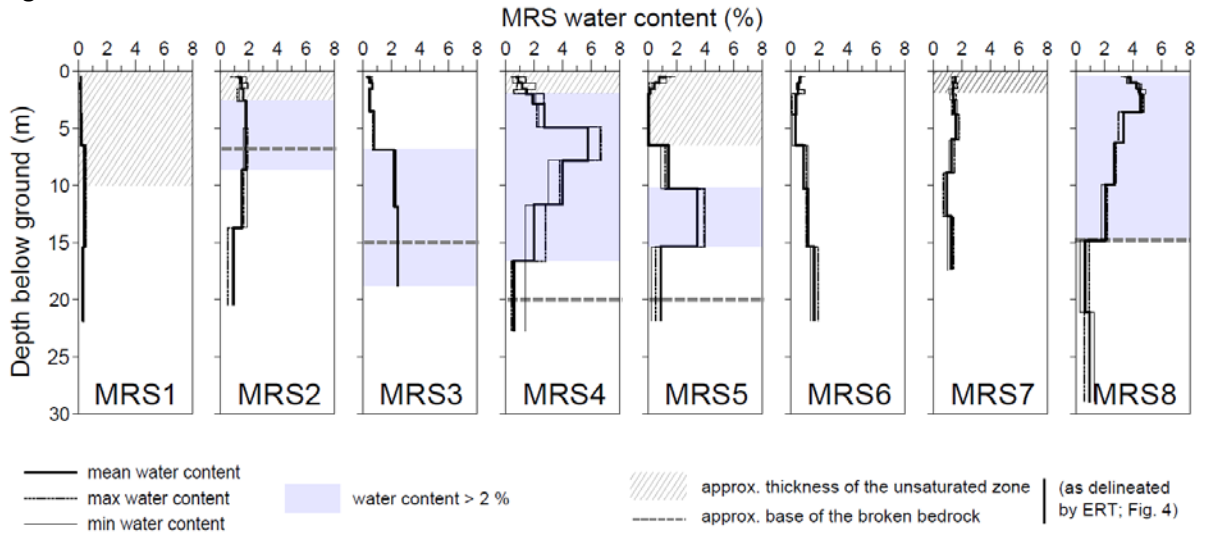 MRS water content (%)
0 2 4 6 8 0 2 4 6 8 0 2 4 6 8 0 2 4 6 8 0 2 4 6 8 0 2 4 6 8 0 2 4 6 8 0 2 4 6 8
Depth below ground (m)
0
5
10
15
20
25
30
MRS1 MRS2 MRS3 MRS4 MRS5 MRS6 MRS7 MRS8
mean water content
max water content
min water content
water content > 2 %
approx. thickness of the unsaturated zone
approx. base of the broken bedrock
(as delineated
by ERT; Fig. 4)